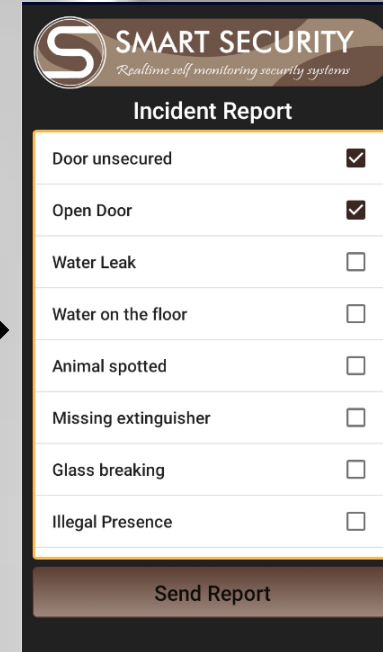 SMART SECURITY
Realtime self monitoring security systems
Incident Report
Door unsecured
Open Door
Water Leak
Water on the floor
Animal spotted
Missing extinguisher
Glass breaking
Illegal Presence
Send Report